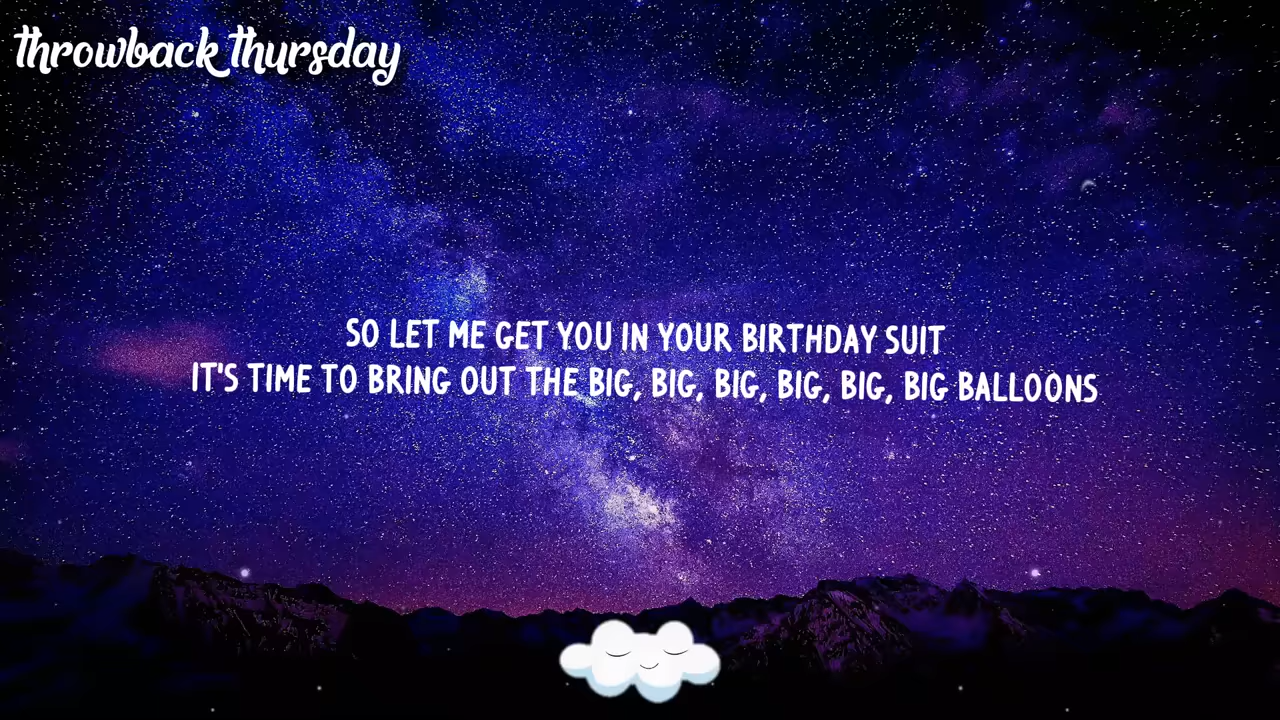 throwback thursday
SO LET ME GET YOU IN YOUR BIRTHDAY SUIT
IT'S TIME TO BRING OUT THE BIG, BIG, BIG, BIG, BIG, BIG BALLOONS